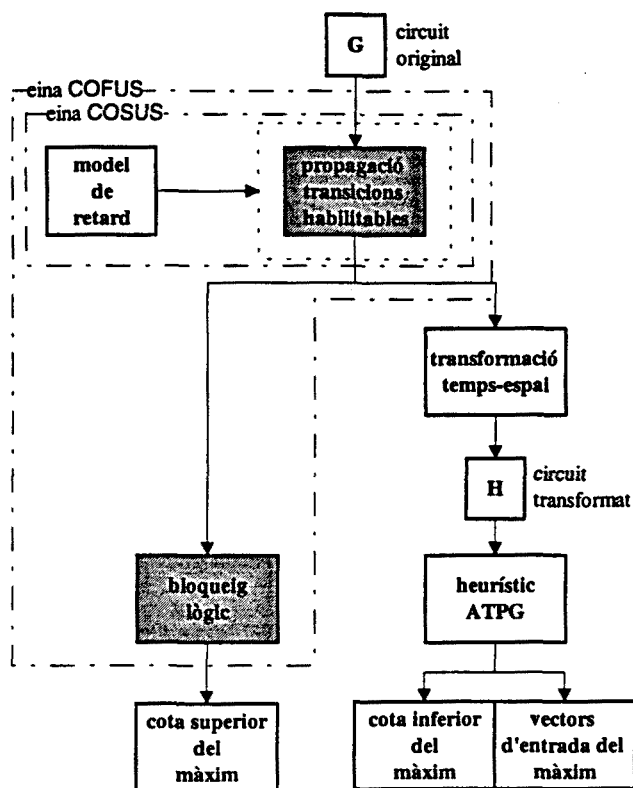 G
circuit
original
eina COFUS
eina COSUS
model
de
retard
propagació
transicions
habilitables
transformació
temps-espai
H
circuit
transformat
bloqueig
lògic
heurístic
ATPG
cota superior
del
màxim
cota inferior
del
màxim
vectors
d'entrada del
màxim